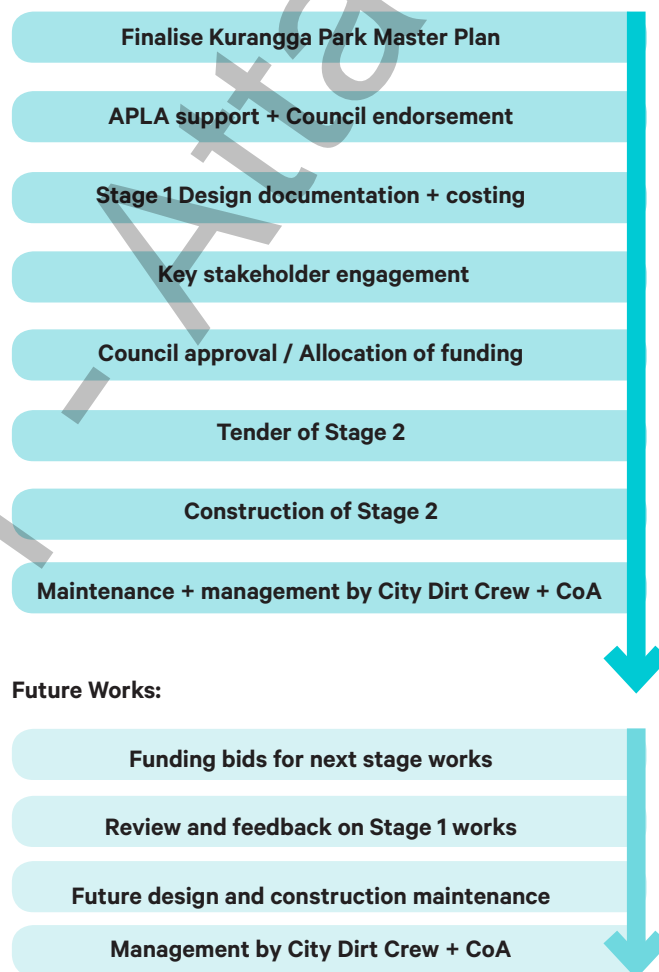 Finalise Kurangga Park Master Plan
APLA support + Council endorsement
Stage 1 Design documentation + costing
Key stakeholder engagement
Council approval / Allocation of funding
Tender of Stage 2
Construction of Stage 2
Maintenance + management by City Dirt Crew + CoA
Future Works:
Funding bids for next stage works
Review and feedback on Stage 1 works
Future design and construction maintenance
Management by City Dirt Crew + CoA